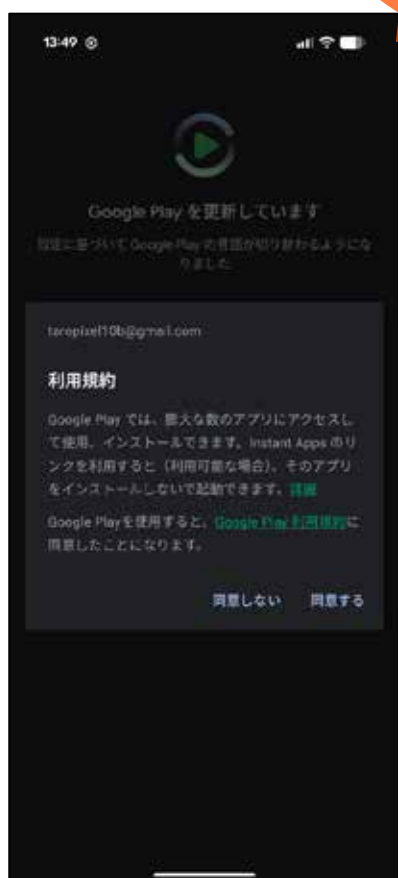 13:49
Google Play を更新しています
設定に基づいて Google Play の言語が切り替わるようにな
りました
taropixel10b@gmail.com
利用規約
Google Play では、膨大な数のアプリにアクセスし
て使用、インストールできます。Instant Apps のリ
ンクを利用すると（利用可能な場合）、そのアプリ
をインストールしないで起動できます。詳細
Google Playを使用すると、Google Play 利用規約に
同意したことになります。
同意しない 同意する